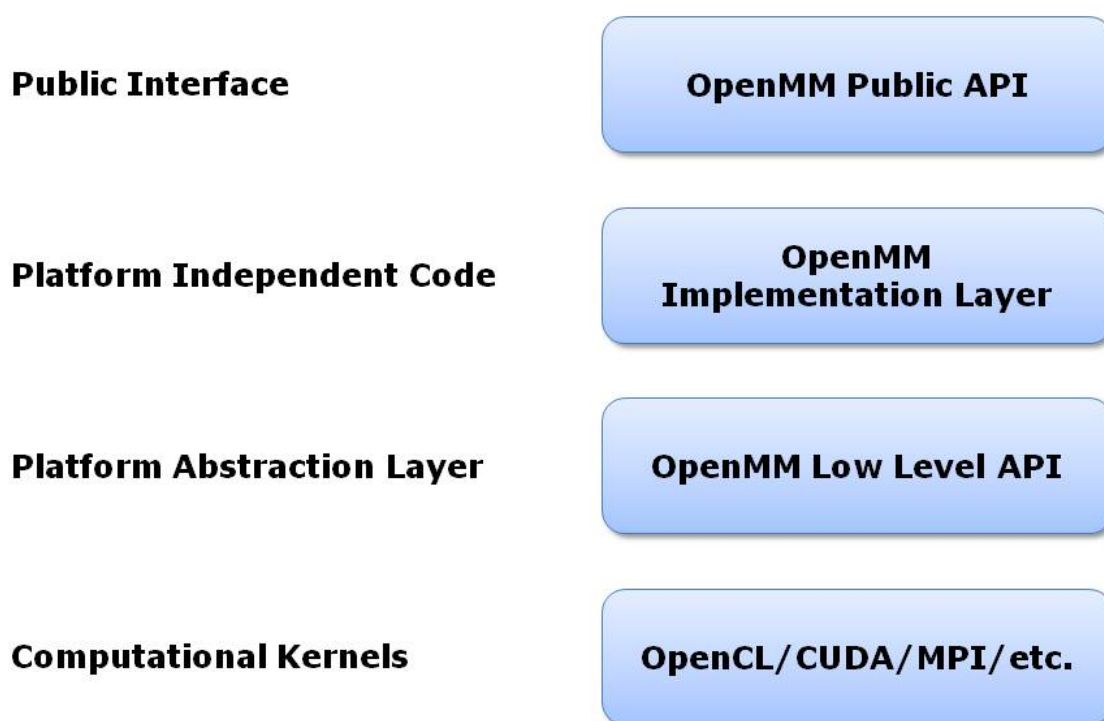 Public Interface
OpenMM Public API
Platform Independent Code
OpenMM
Implementation Layer
Platform Abstraction Layer
OpenMM Low Level API
Computational Kernels
OpenCL/CUDA/MPI/etc.